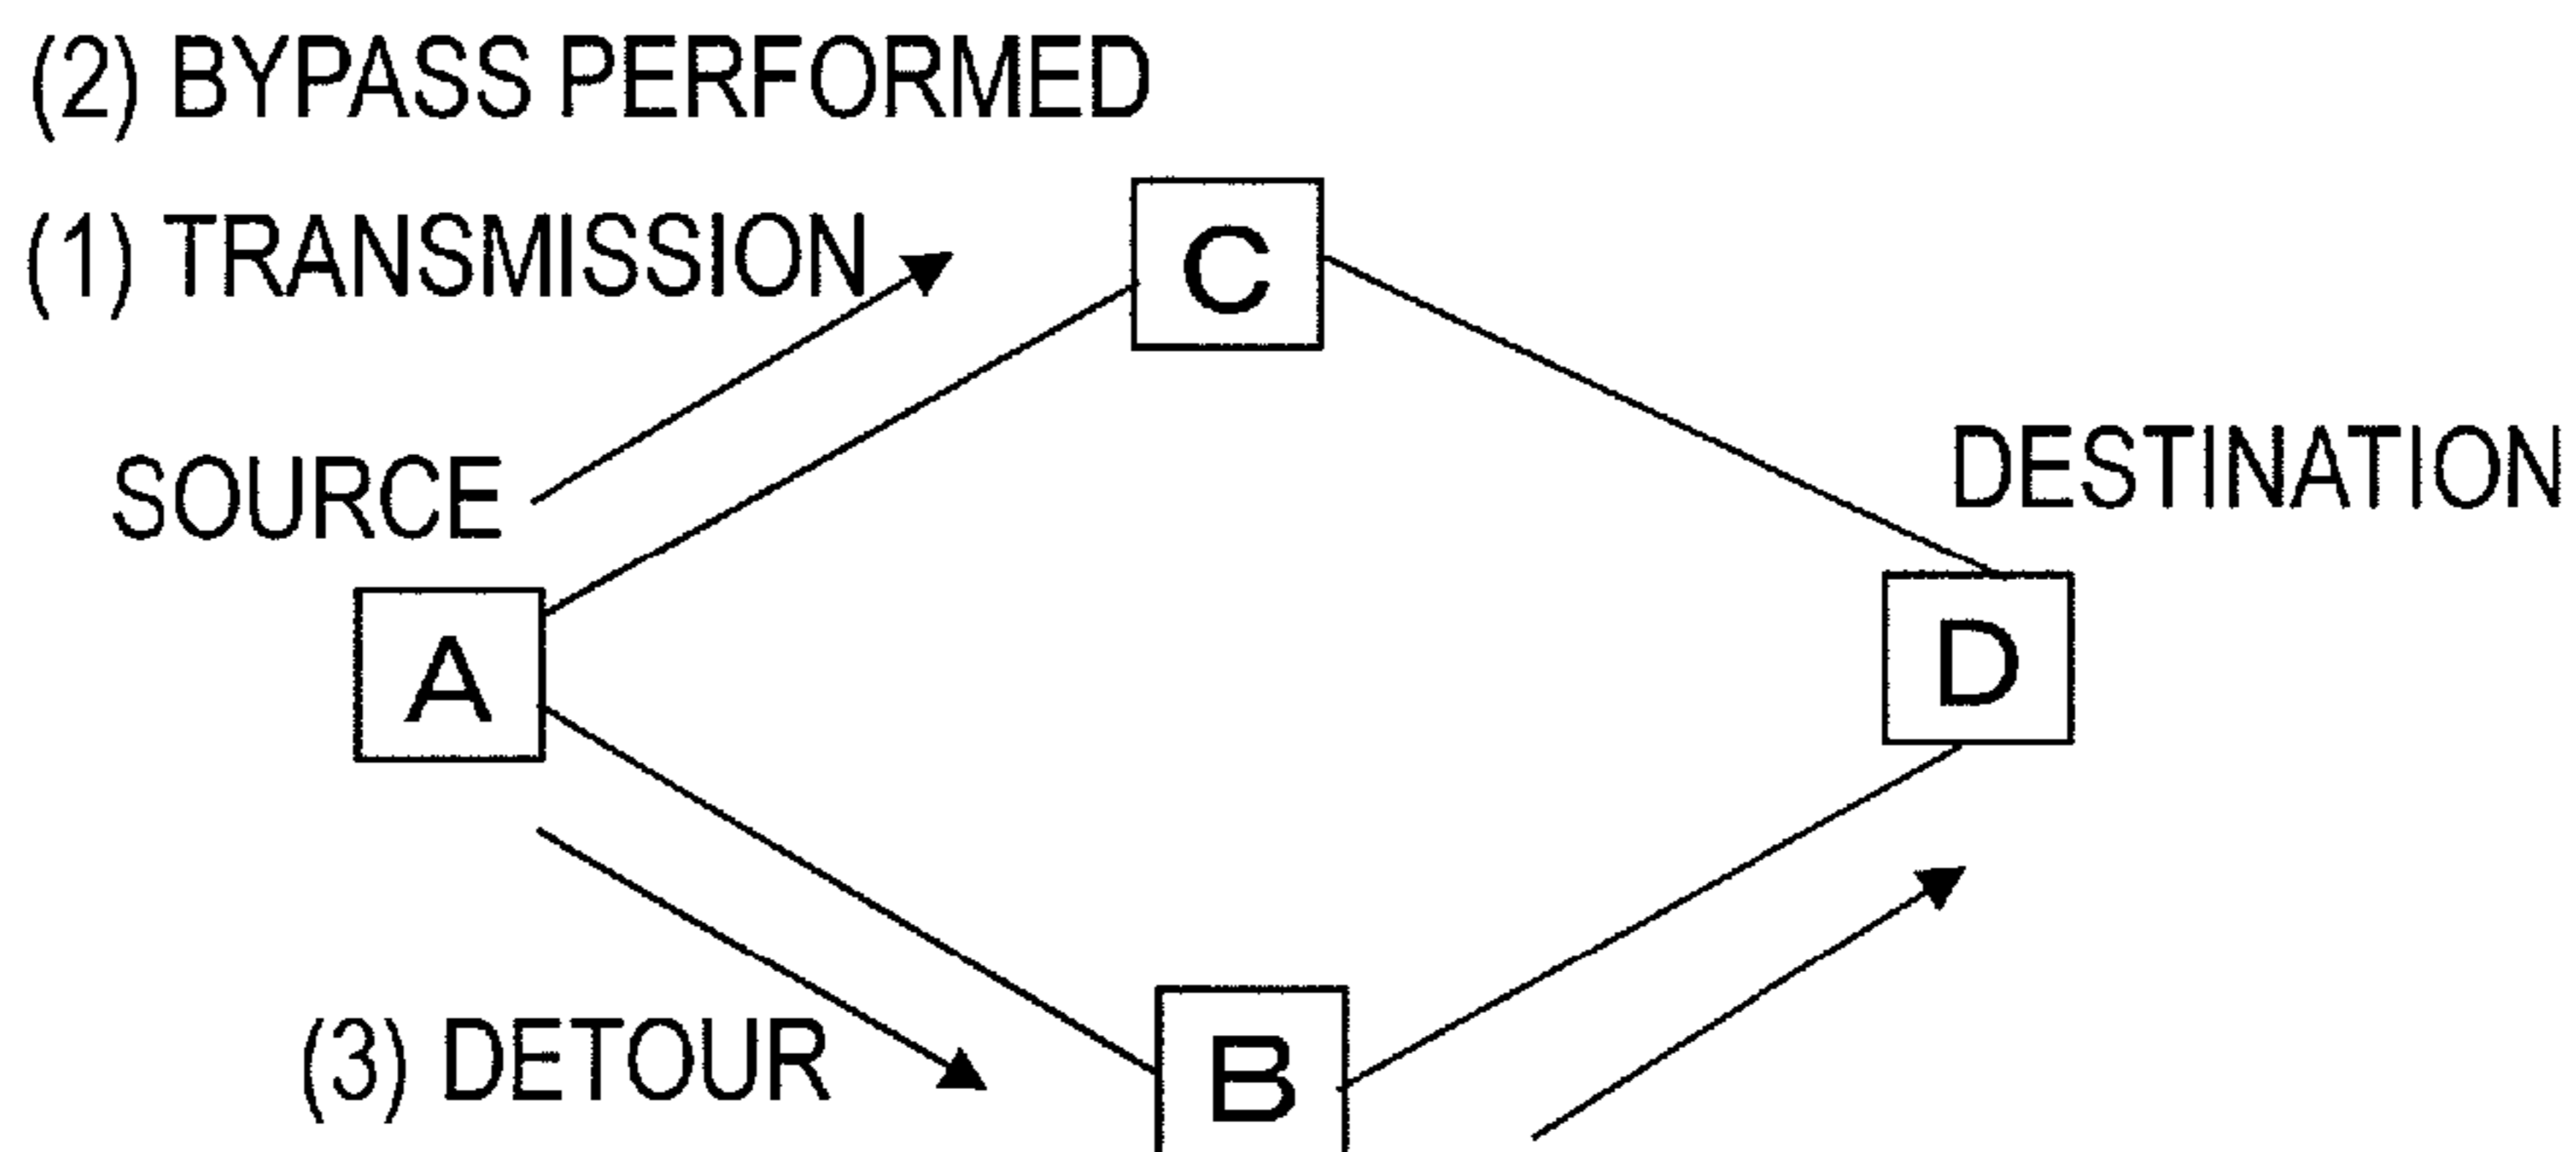 (2) BYPASS PERFORMED
(1) TRANSMISSION
C
SOURCE
DESTINATION
A
D
(3) DETOUR
B